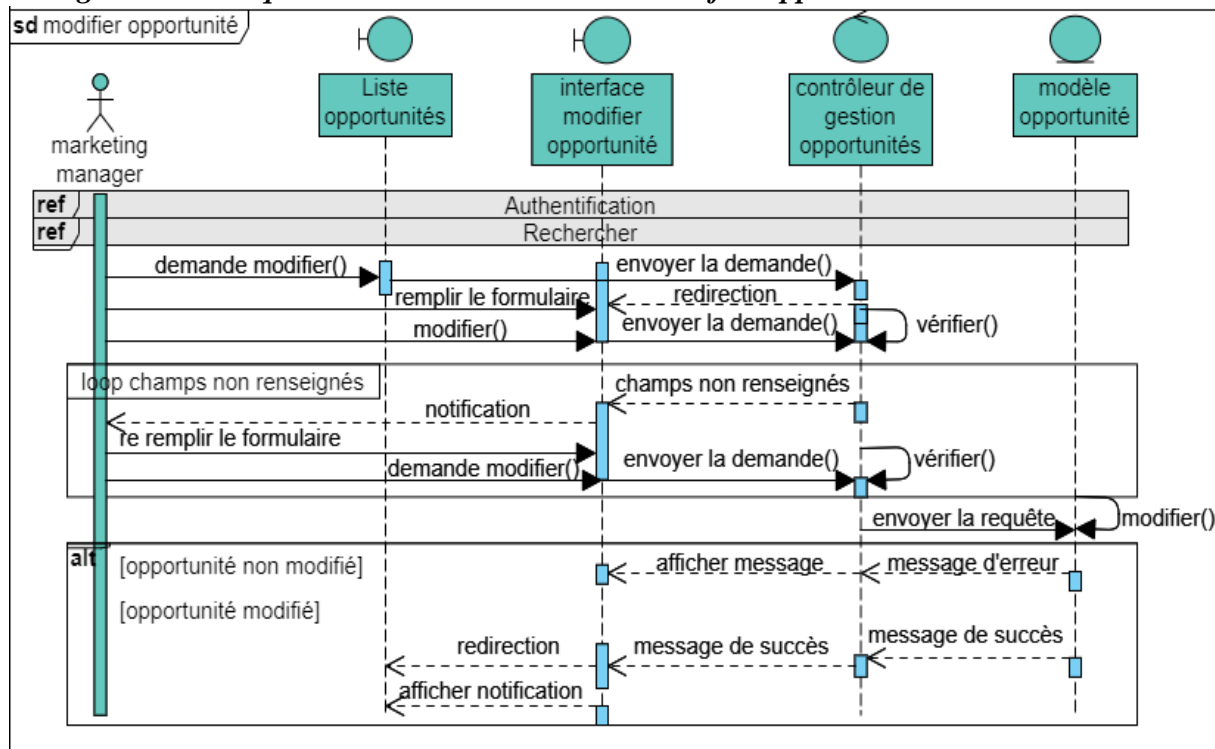 sd modifier opportunité
Liste
opportunités
interface
modifier
opportunité
contrôleur de
gestion
opportunités
modèle
opportunité
marketing
manager
ref
Authentification
ref
Rechercher
demande modifier()
envoyer la demande()
remplir le formulaire
redirection
modifier()
envoyer la demande()
vérifier()
loop champs non renseignés
champs non renseignés
notification
re remplir le formulaire
demande modifier()
envoyer la demande()
vérifier()
envoyer la requête
modifier()
alt
[opportunité non modifié]
afficher message
message d'erreur
[opportunité modifié]
redirection
message de succès
message de succès
afficher notification